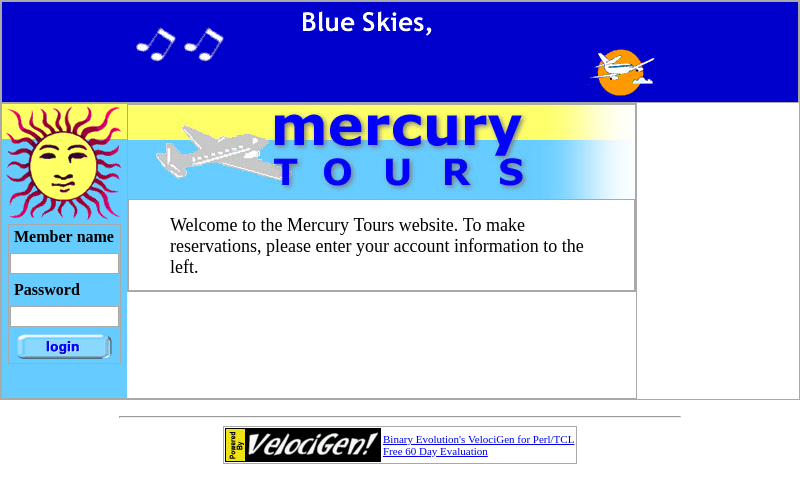 Blue Skies,
mercury
TOURS
Member name
Password
login
Welcome to the Mercury Tours website. To make
reservations, please enter your account information to the
left.
Powered
By
VelociGen!
Binary Evolution's VelociGen for Perl/TCL
Free 60 Day Evaluation